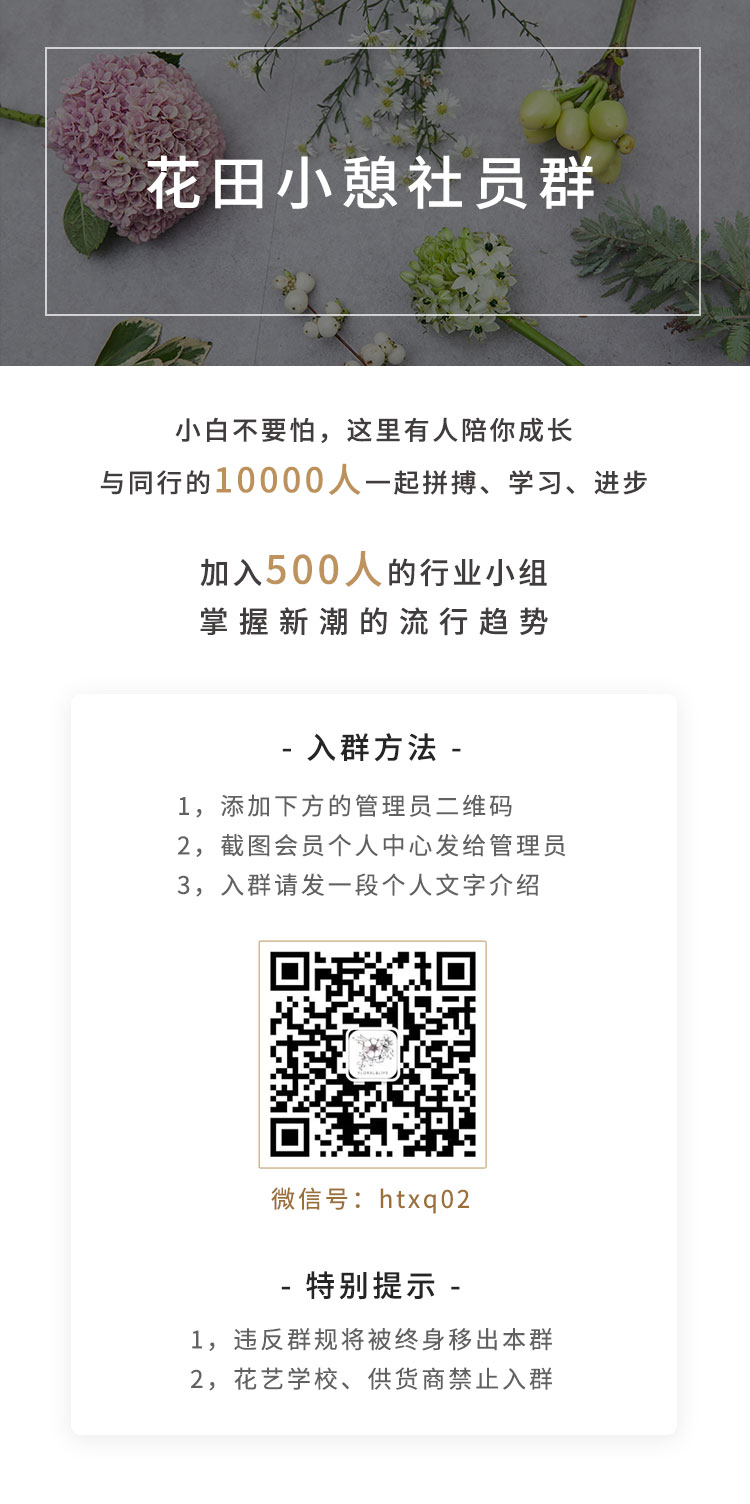 花田小憩社员群
小白不要怕，这里有人陪你成长
与同行的10000人一起拼搏、学习、进步
加入500人的行业小组
掌握新潮的流行趋势
- 入群方法 -
1，添加下方的管理员二维码
2，截图会员个人中心发给管理员
3，入群请发一段个人文字介绍
FLORAL&LIFE
微信号：htxq02
- 特别提示 -
1，违反群规将被终身移出本群
2，花艺学校、供货商禁止入群